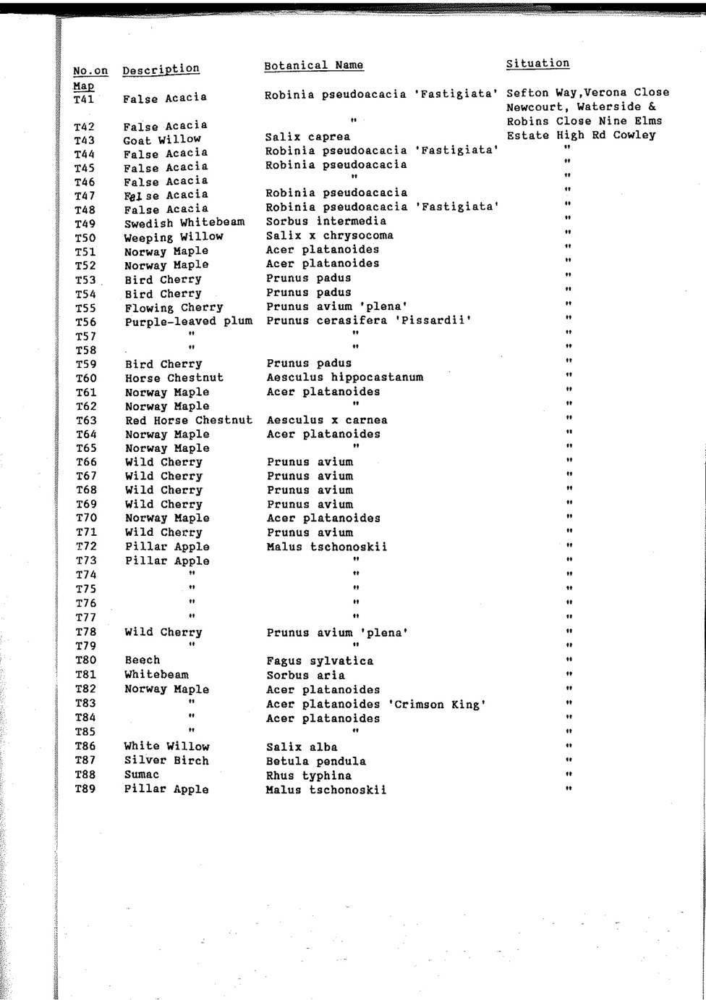 No.on Description Botanical Name Situation
Map
T41 False Acacia Robinia pseudoacacia 'Fastigiata' Sefton Way,Verona Close
Newcourt, Waterside &
T42 False Acacia " Robins Close Nine Elms
T43 Goat Willow Salix caprea Estate High Rd Cowley
T44 False Acacia Robinia pseudoacacia 'Fastigiata' "
T45 False Acacia Robinia pseudoacacia "
T46 False Acacia " "
T47 False Acacia Robinia pseudoacacia "
T48 False Acacia Robinia pseudoacacia 'Fastigiata' "
T49 Swedish Whitebeam Sorbus intermedia "
T50 Weeping Willow Salix x chrysocoma "
T51 Norway Maple Acer platanoides "
T52 Norway Maple Acer platanoides "
T53 Bird Cherry Prunus padus "
T54 Bird Cherry Prunus padus "
T55 Flowing Cherry Prunus avium 'plena' "
T56 Purple-leaved plum Prunus cerasifera 'Pissardii' "
T57 " " "
T58 " " "
T59 Bird Cherry Prunus padus "
T60 Horse Chestnut Aesculus hippocastanum "
T61 Norway Maple Acer platanoides "
T62 Norway Maple " "
T63 Red Horse Chestnut Aesculus x carnea "
T64 Norway Maple Acer platanoides "
T65 Norway Maple " "
T66 Wild Cherry Prunus avium "
T67 Wild Cherry Prunus avium "
T68 Wild Cherry Prunus avium "
T69 Wild Cherry Prunus avium "
T70 Norway Maple Acer platanoides "
T71 Wild Cherry Prunus avium "
T72 Pillar Apple Malus tschonoskii "
T73 Pillar Apple " "
T74 " " "
T75 " " "
T76 " " "
T77 " " "
T78 Wild Cherry Prunus avium 'plena' "
T79 " " "
T80 Beech Fagus sylvatica "
T81 Whitebeam Sorbus aria "
T82 Norway Maple Acer platanoides "
T83 " Acer platanoides 'Crimson King' "
T84 " Acer platanoides "
T85 " " "
T86 White Willow Salix alba "
T87 Silver Birch Betula pendula "
T88 Sumac Rhus typhina "
T89 Pillar Apple Malus tschonoskii "